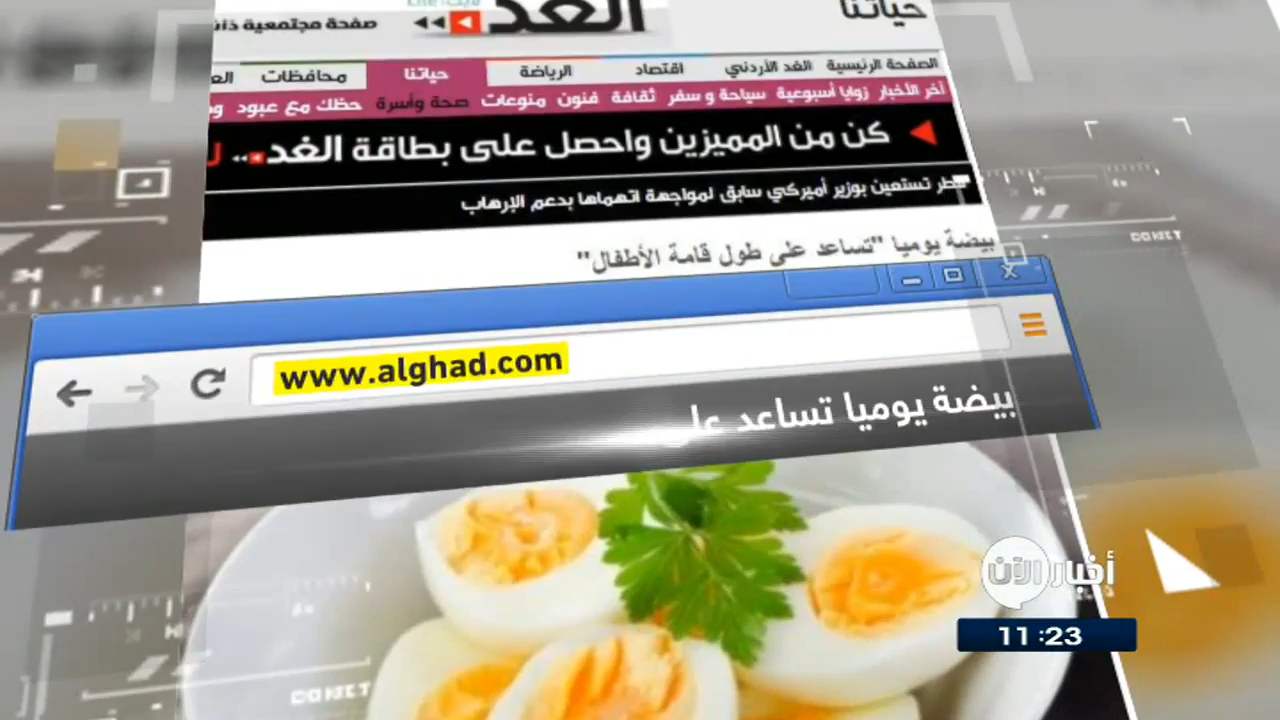 حياتنا
الغد
صفحة مجتمعية
الصفحة الرئيسية الغد الأردني اقتصاد الرياضة حياتنا محافظات
آخر الأخبار زوايا أسبوعية سياحة و سفر ثقافة فنون منوعات صحة وأسرة حظك مع عبود
كن من المميزين واحصل على بطاقة الغد
تستعين بوزير أميركي سابق لمواجهة اتهامها بدعم الإرهاب
بيضة يوميا "تساعد على طول قامة الأطفال"
www.alghad.com
بيضة يوميا تساعد على
أخبار الآن
11:23